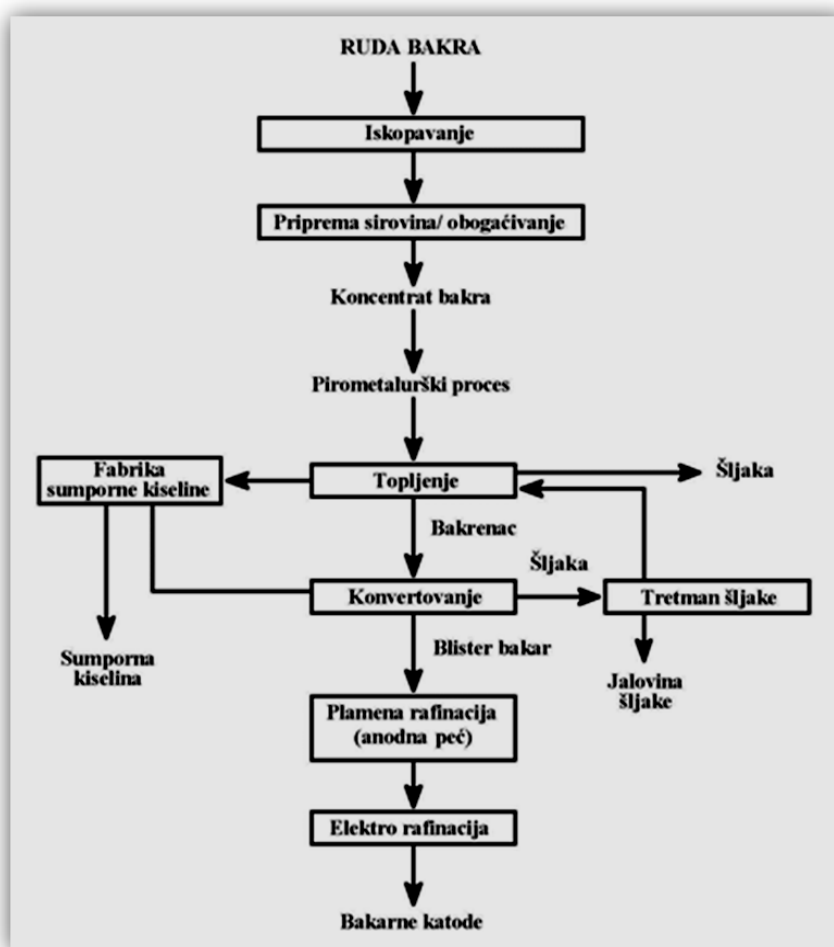 RUDA BAKRA
Iskopavanje
Priprema sirovina/ obogaćivanje
Koncentrat bakra
Pirometalurški proces
Fabrika
sumporne kiseline
Topljenje
Šljaka
Bakrenac
Šljaka
Konvertovanje
Tretman šljake
Blister bakar
Sumporna
kiselina
Jalovina
šljake
Plamena rafinacija
(anodna peć)
Elektro rafinacija
Bakarne katode